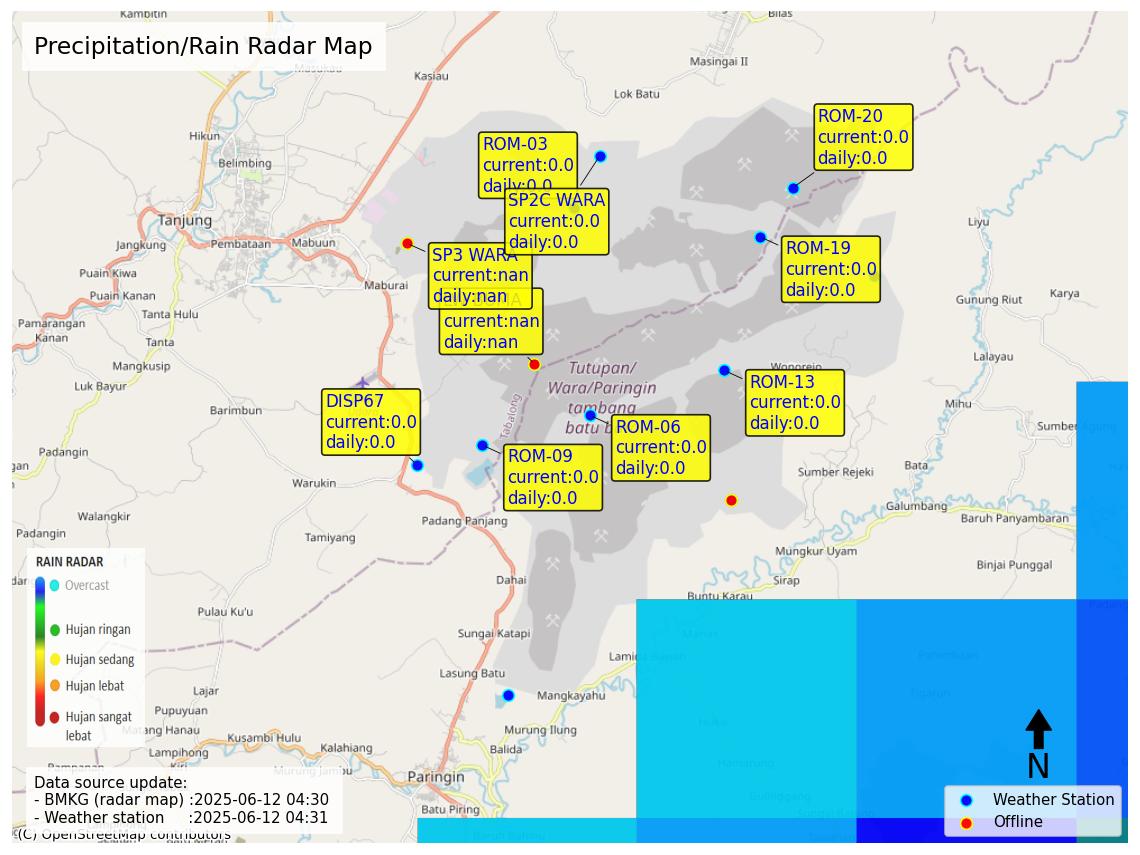 Precipitation/Rain Radar Map
Kambitin
Bilas
Masingai II
Kasiau
Lok Batu
Hikun
Belimbing
Tanjung
Jangkung
Pembataan
Mabuun
Puain Kiwa
Puain Kanan
Maburai
Tanta Hulu
Pamarangan
Kanan
Tanta
Mangkusip
Luk Bayur
Barimbun
Padangin
Warukin
Walangkir
Padangin
Tamiyang
Padang Panjang
Liyu
Gunung Riut
Karya
Lalayau
Wonorejo
Mihu
Sumber Agung
Bata
Sumber Rejeki
Galumbang
Baruh Panyambaran
Mungkur Uyam
Binjai Punggal
Sirap
Buntu Karau
Dahai
Pulau Ku'u
Sungai Katapi
Lasung Batu
Mangkayahu
Murung Ilung
Balida
Lajar
Pupuyuan
Matang Hanau
Kusambi Hulu
Lampihong
Kalahiang
Murung Jambu
Paringin
Batu Piring
Tabalong
Tutupan/
Wara/Paringin
tambang
ROM-03
current:0.0
daily:0.0
SP2C WARA
current:0.0
daily:0.0
ROM-20
current:0.0
daily:0.0
ROM-19
current:0.0
daily:0.0
SP3 WARA
current:nan
daily:nan
current:nan
daily:nan
ROM-13
current:0.0
daily:0.0
DISP67
current:0.0
daily:0.0
ROM-06
current:0.0
daily:0.0
ROM-09
current:0.0
daily:0.0
RAIN RADAR
Overcast
Hujan ringan
Hujan sedang
Hujan lebat
Hujan sangat
lebat
Data source update:
- BMKG (radar map) :2025-06-12 04:30
- Weather station :2025-06-12 04:31
(C) OpenStreetMap contributors
N
Weather Station
Offline